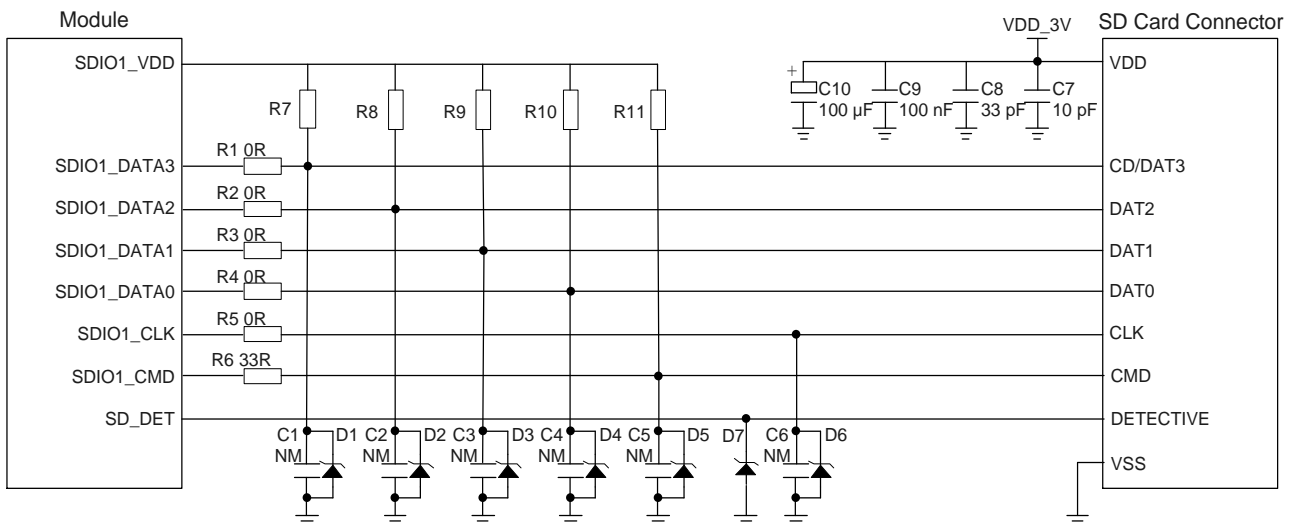 Module
VDD_3V
SD Card Connector
SDIO1_VDD
VDD
+
C10
100 µF
C9
100 nF
C8
33 pF
C7
10 pF
R7
R8
R9
R10
R11
SDIO1_DATA3
R1 0R
CD/DAT3
SDIO1_DATA2
R2 0R
DAT2
SDIO1_DATA1
R3 0R
DAT1
SDIO1_DATA0
R4 0R
DAT0
SDIO1_CLK
R5 0R
CLK
SDIO1_CMD
R6 33R
CMD
SD_DET
DETECTIVE
C1
NM
D1
C2
NM
D2
C3
NM
D3
C4
NM
D4
C5
NM
D5
D7
C6
NM
D6
VSS